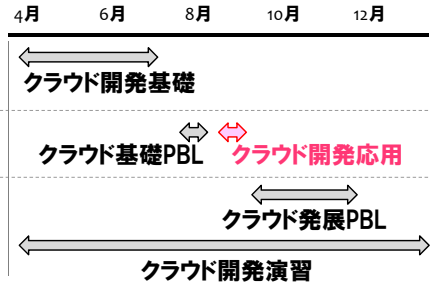 4月 6月 8月 10月 12月
クラウド開発基礎
クラウド基礎PBL クラウド開発応用
クラウド発展PBL
クラウド開発演習